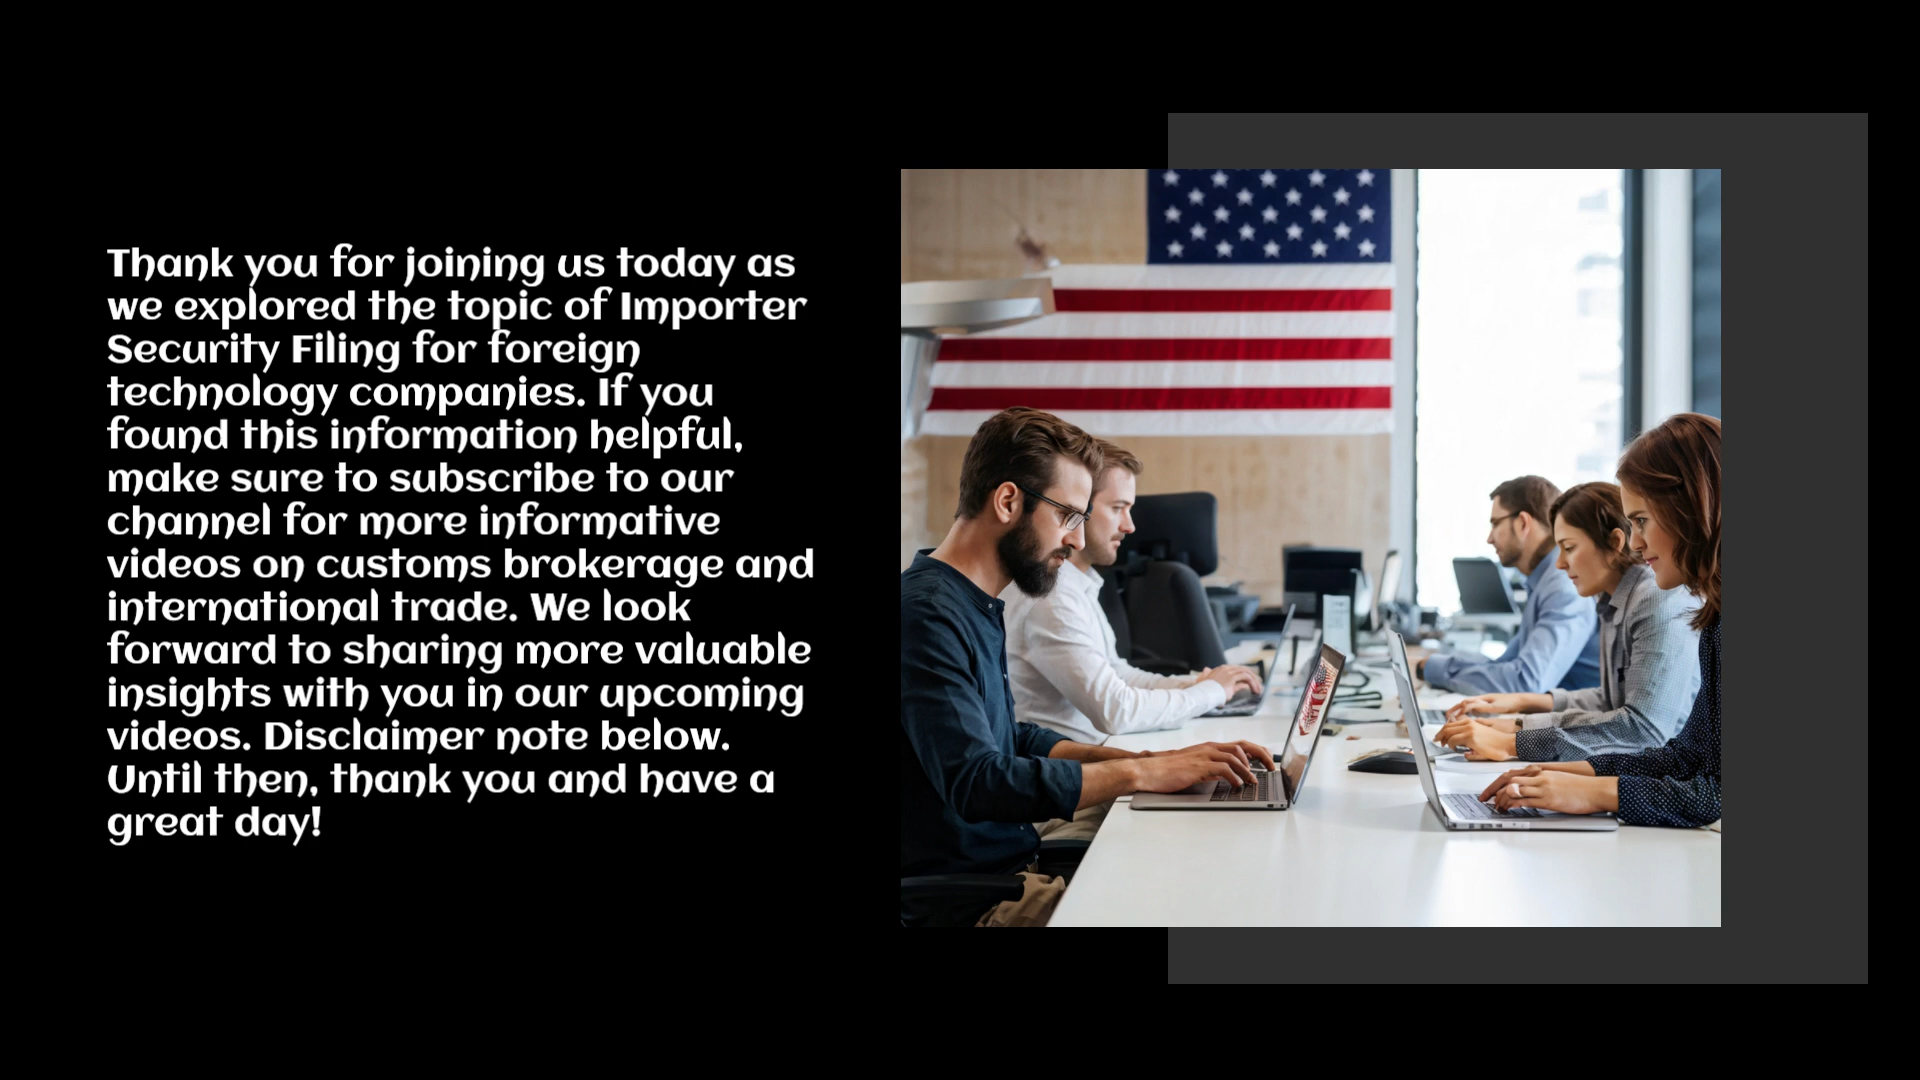 Thank you for joining us today as
we explored the topic of Importer
Security Filing for foreign
technology companies. If you
found this information helpful,
make sure to subscribe to our
channel for more informative
videos on customs brokerage and
international trade. We look
forward to sharing more valuable
insights with you in our upcoming
videos. Disclaimer note below.
Until then, thank you and have a
great day!